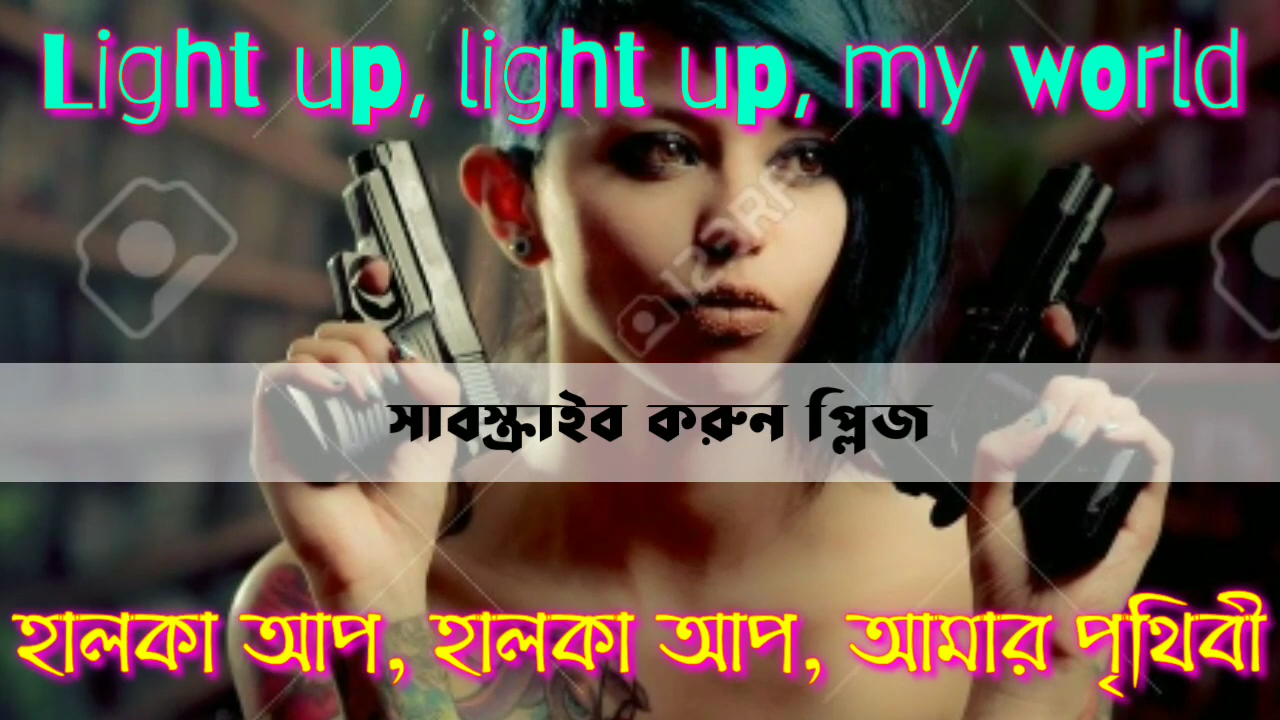 Light up, light up, my world
সাবস্ক্রাইব করুন প্লিজ
হালকা আপ, হালকা আপ, আমার পৃথিবী